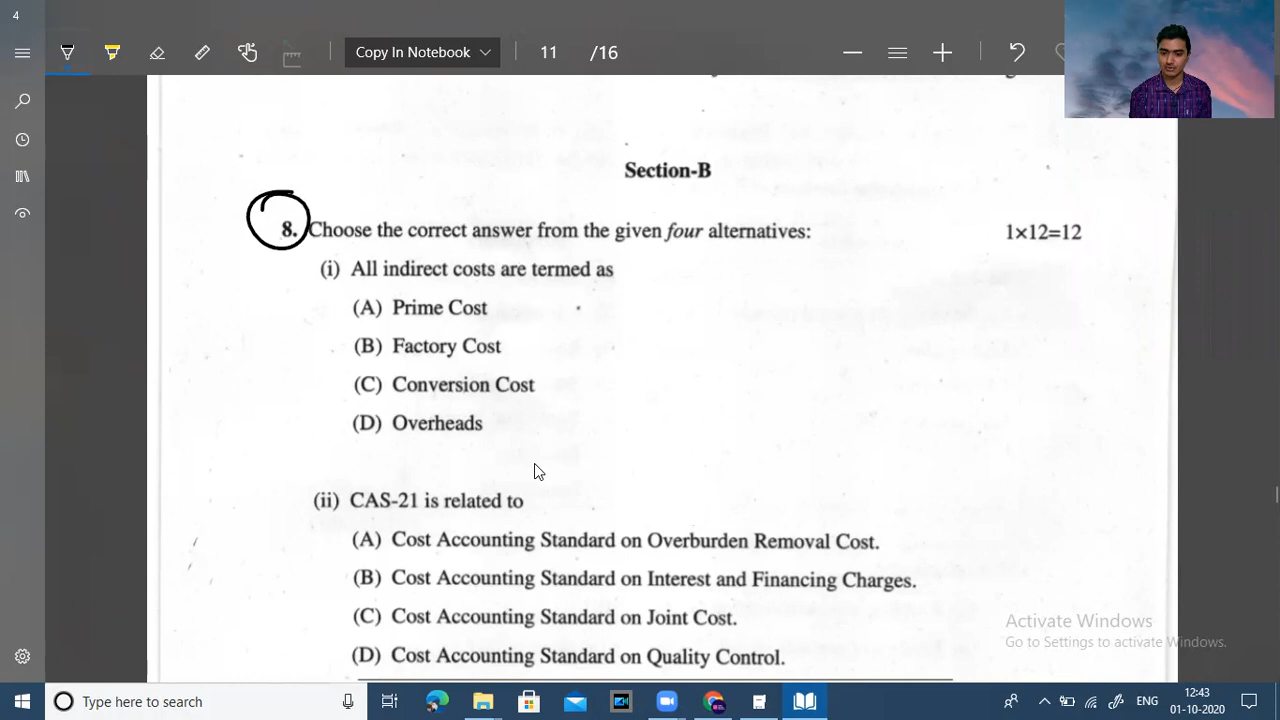 4
Copy In Notebook
11 /16
Section-B
8. Choose the correct answer from the given four alternatives: 1×12=12
(i) All indirect costs are termed as
(A) Prime Cost
(B) Factory Cost
(C) Conversion Cost
(D) Overheads
(ii) CAS-21 is related to
(A) Cost Accounting Standard on Overburden Removal Cost.
(B) Cost Accounting Standard on Interest and Financing Charges.
(C) Cost Accounting Standard on Joint Cost.
(D) Cost Accounting Standard on Quality Control.
Activate Windows
Go to Settings to activate Windows.
Type here to search
ENG
12:43
01-10-2020